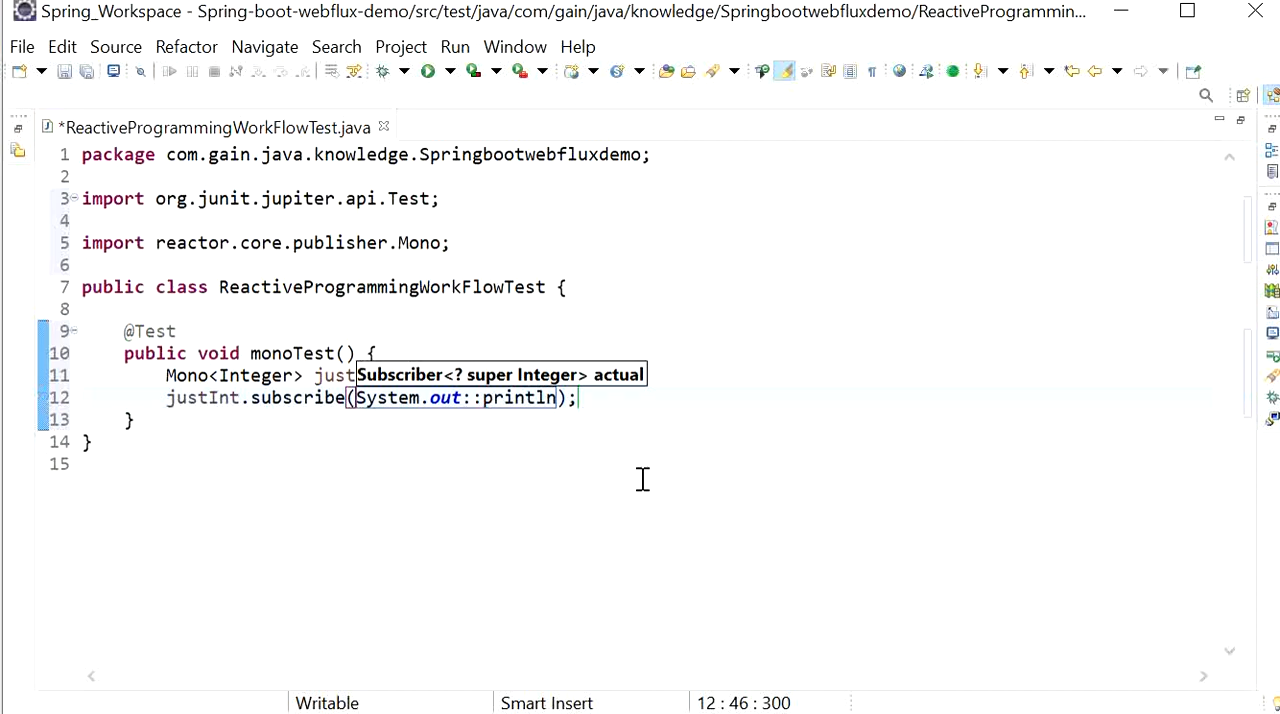 Spring_Workspace - Spring-boot-webflux-demo/src/test/java/com/gain/java/knowledge/Springbootwebfluxdemo/ReactiveProgrammin...
File Edit Source Refactor Navigate Search Project Run Window Help
*ReactiveProgrammingWorkFlowTest.java
1 package com.gain.java.knowledge.Springbootwebfluxdemo;
2
3 import org.junit.jupiter.api.Test;
4
5 import reactor.core.publisher.Mono;
6
7 public class ReactiveProgrammingWorkFlowTest {
8
9 @Test
10 public void monoTest() {
11 Mono<Integer> just Subscriber<? super Integer> actual
12 justInt.subscribe(System.out::println);
13 }
14 }
15
Writable Smart Insert 12 : 46 : 300